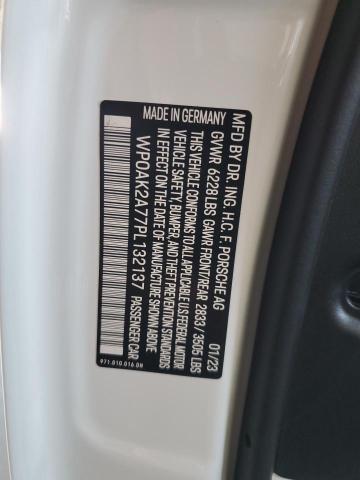 MFD BY DR. ING. H.C. F. PORSCHE AG 01/23
GVWR 6228 LBS GAWR FRONT/REAR 2833 / 3505 LBS
THIS VEHICLE CONFORMS TO ALL APPLICABLE U.S. FEDERAL MOTOR
VEHICLE SAFETY, BUMPER, AND THEFT PREVENTION STANDARDS
IN EFFECT ON THE DATE OF MANUFACTURE SHOWN ABOVE
WP0AK2A77PL132137 PASSENGER CAR
MADE IN GERMANY
971.010.016.DH